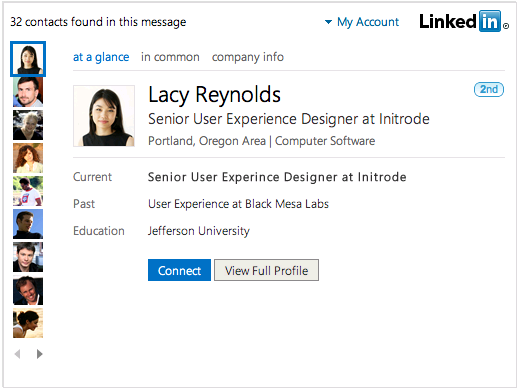 32 contacts found in this message
My Account
Linked in ®
at a glance in common company info
Lacy Reynolds
2nd
Senior User Experience Designer at Initrode
Portland, Oregon Area | Computer Software
Current Senior User Experince Designer at Initrode
Past User Experience at Black Mesa Labs
Education Jefferson University
Connect View Full Profile